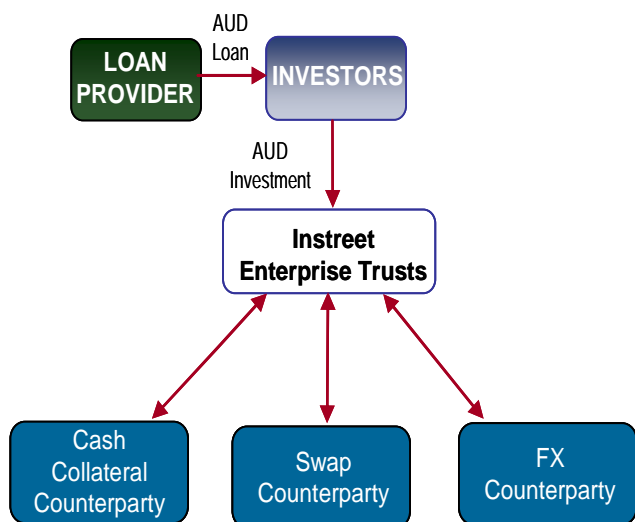 AUD
Loan
LOAN
PROVIDER
INVESTORS
AUD
Investment
Instreet
Enterprise Trusts
Cash
Collateral
Counterparty
Swap
Counterparty
FX
Counterparty